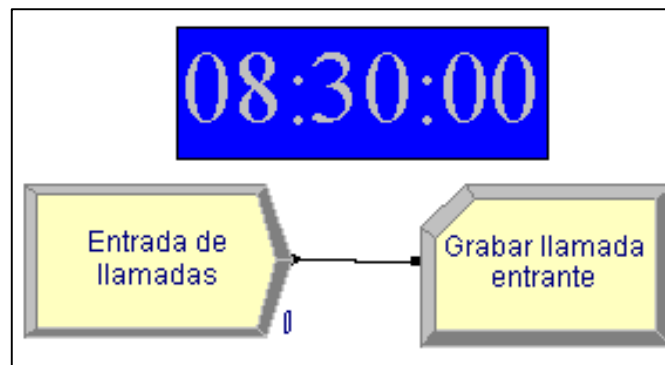 08:30:00
Entrada de
llamadas
Grabar llamada
entrante
0